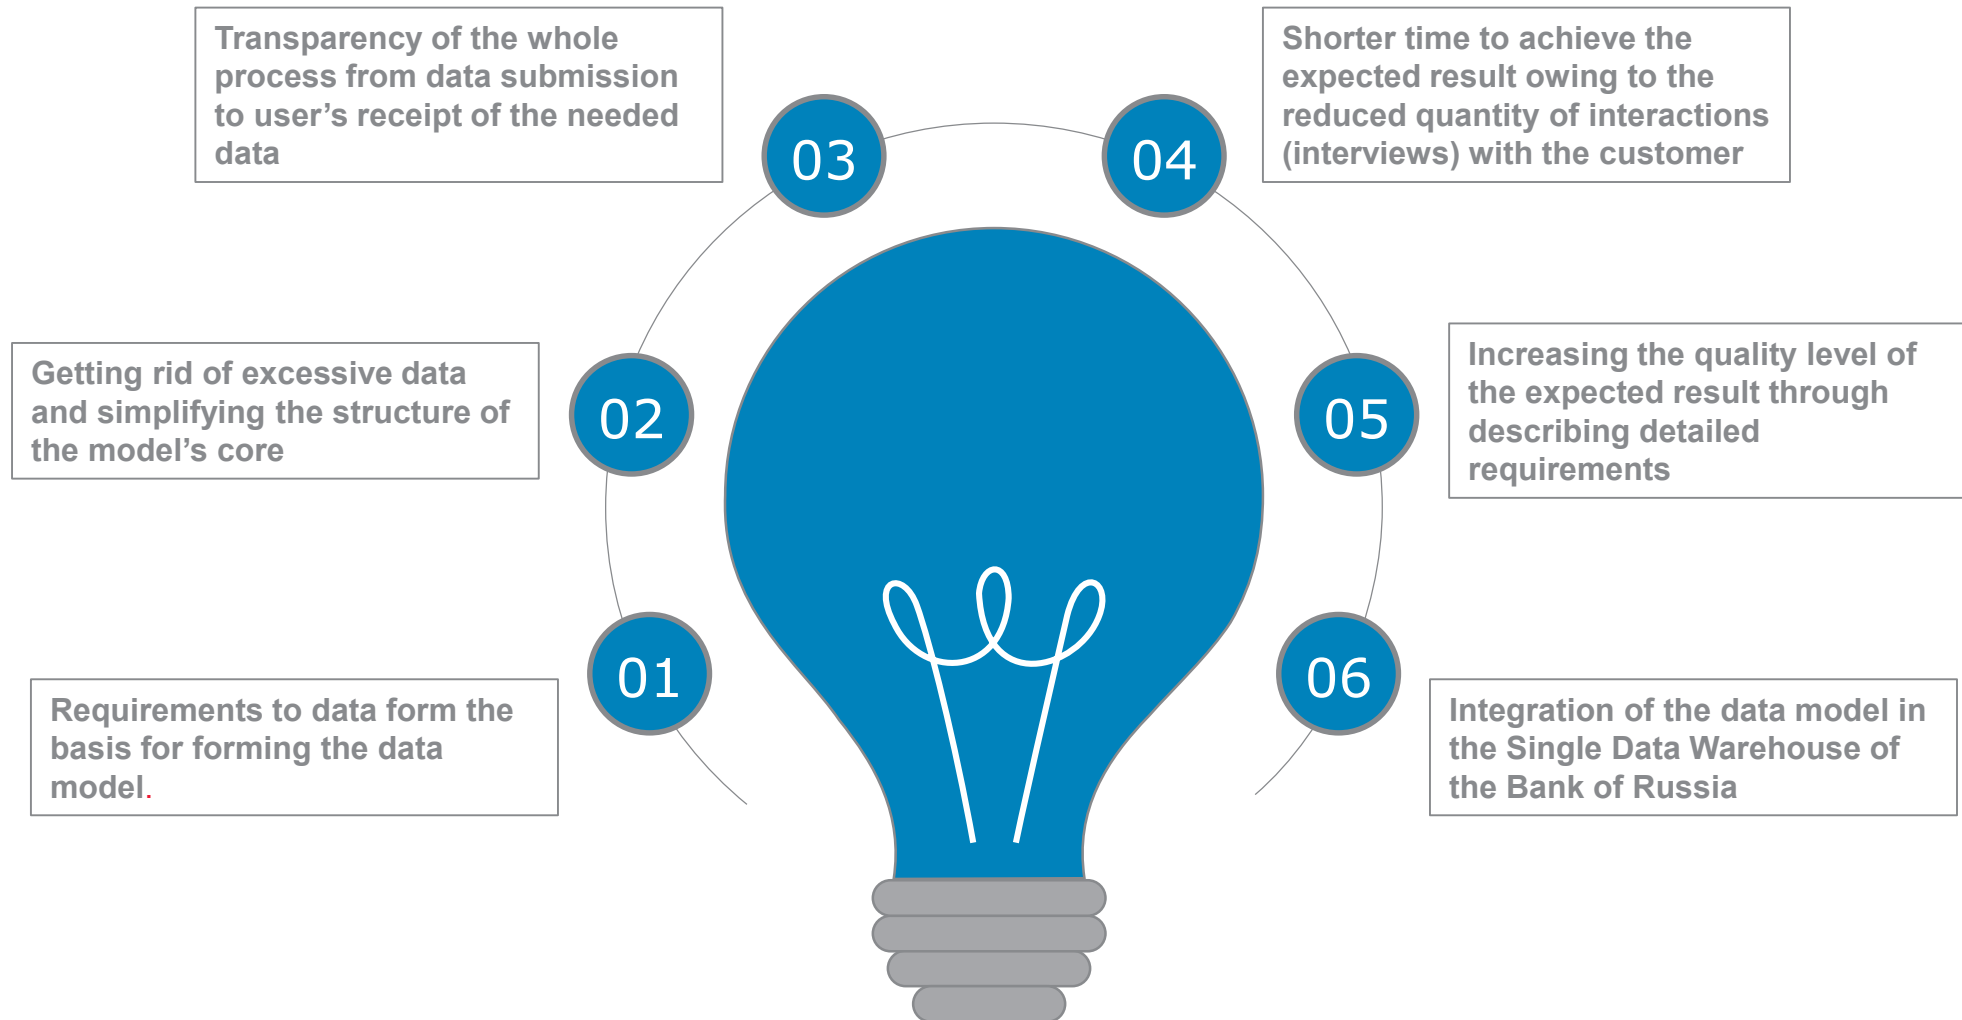 Transparency of the whole
process from data submission
to user’s receipt of the needed
data
03
04
Shorter time to achieve the
expected result owing to the
reduced quantity of interactions
(interviews) with the customer
Getting rid of excessive data
and simplifying the structure of
the model’s core
02
05
Increasing the quality level of
the expected result through
describing detailed
requirements
Requirements to data form the
basis for forming the data
model.
01
06
Integration of the data model in
the Single Data Warehouse of
the Bank of Russia